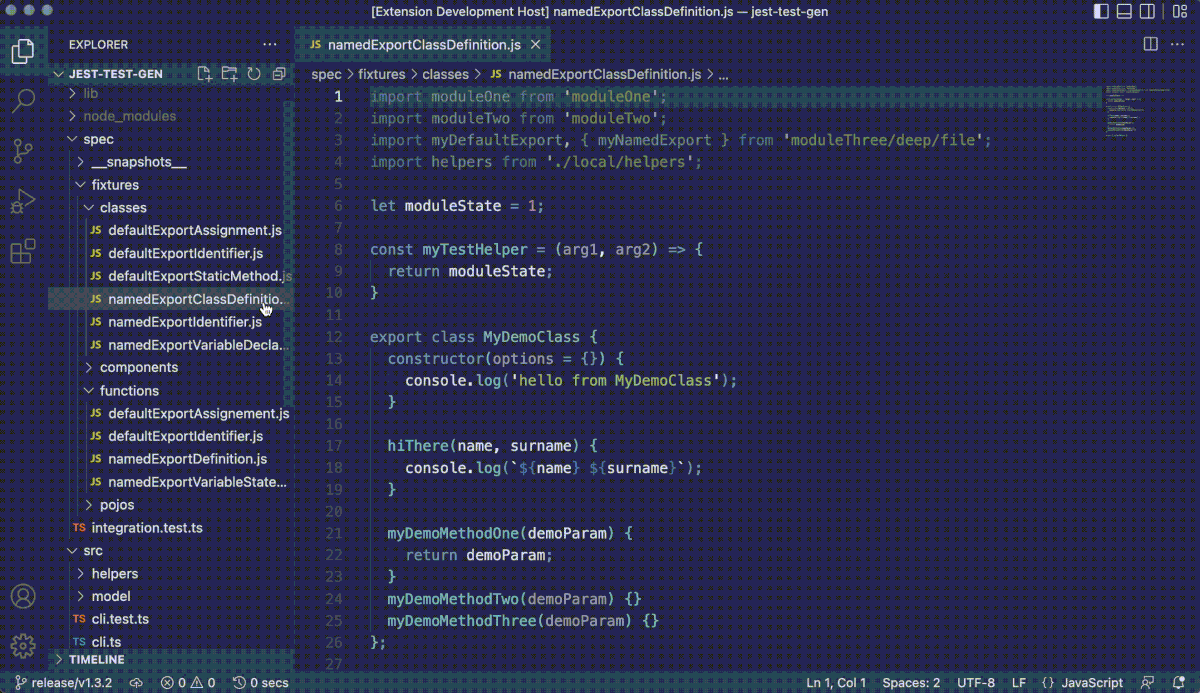 [Extension Development Host] namedExportClassDefinition.js — jest-test-gen
EXPLORER
JEST-TEST-GEN
lib
node_modules
spec
__snapshots__
fixtures
classes
JS defaultExportAssignment.js
JS defaultExportIdentifier.js
JS defaultExportStaticMethod.js
JS namedExportClassDefinitio...
JS namedExportIdentifier.js
JS namedExportVariableDecla...
components
functions
JS defaultExportAssignement.js
JS defaultExportIdentifier.js
JS namedExportDefinition.js
JS namedExportVariableState...
pojos
TS integration.test.ts
src
helpers
model
TS cli.test.ts
TS cli.ts
TIMELINE
JS namedExportClassDefinition.js
spec > fixtures > classes > JS namedExportClassDefinition.js > ...
1 import moduleOne from 'moduleOne';
2 import moduleTwo from 'moduleTwo';
3 import myDefaultExport, { myNamedExport } from 'moduleThree/deep/file';
4 import helpers from './local/helpers';
5
6 let moduleState = 1;
7
8 const myTestHelper = (arg1, arg2) => {
9 return moduleState;
10 }
11
12 export class MyDemoClass {
13 constructor(options = {}) {
14 console.log('hello from MyDemoClass');
15 }
16
17 hiThere(name, surname) {
18 console.log(`${name} ${surname}`);
19 }
20
21 myDemoMethodOne(demoParam) {
22 return demoParam;
23 }
24 myDemoMethodTwo(demoParam) {}
25 myDemoMethodThree(demoParam) {}
26 };
27
release/v1.3.2 0 0 0 secs Ln 1, Col 1 Spaces: 2 UTF-8 LF {} JavaScript